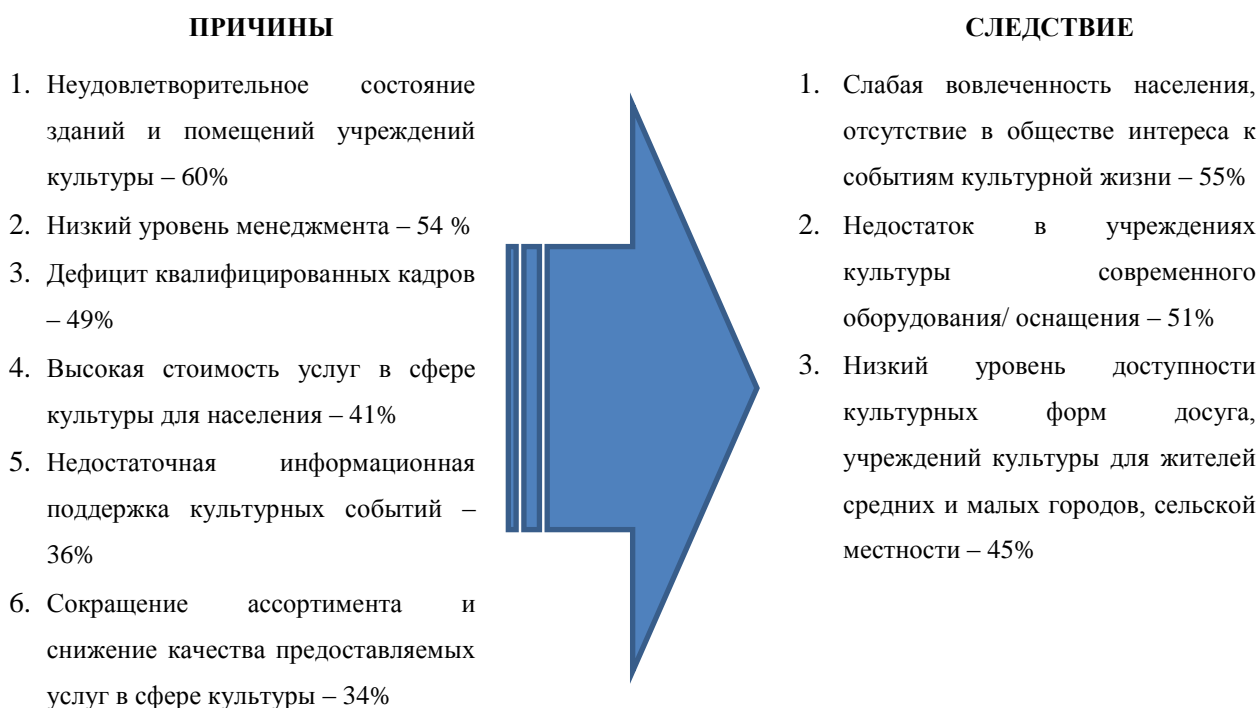 ПРИЧИНЫ
1. Неудовлетворительное состояние
зданий и помещений учреждений
культуры – 60%
2. Низкий уровень менеджмента – 54 %
3. Дефицит квалифицированных кадров
– 49%
4. Высокая стоимость услуг в сфере
культуры для населения – 41%
5. Недостаточная информационная
поддержка культурных событий –
36%
6. Сокращение ассортимента и
снижение качества предоставляемых
услуг в сфере культуры – 34%
СЛЕДСТВИЕ
1. Слабая вовлеченность населения,
отсутствие в обществе интереса к
событиям культурной жизни – 55%
2. Недостаток в учреждениях
культуры современного
оборудования/ оснащения – 51%
3. Низкий уровень доступности
культурных форм досуга,
учреждений культуры для жителей
средних и малых городов, сельской
местности – 45%